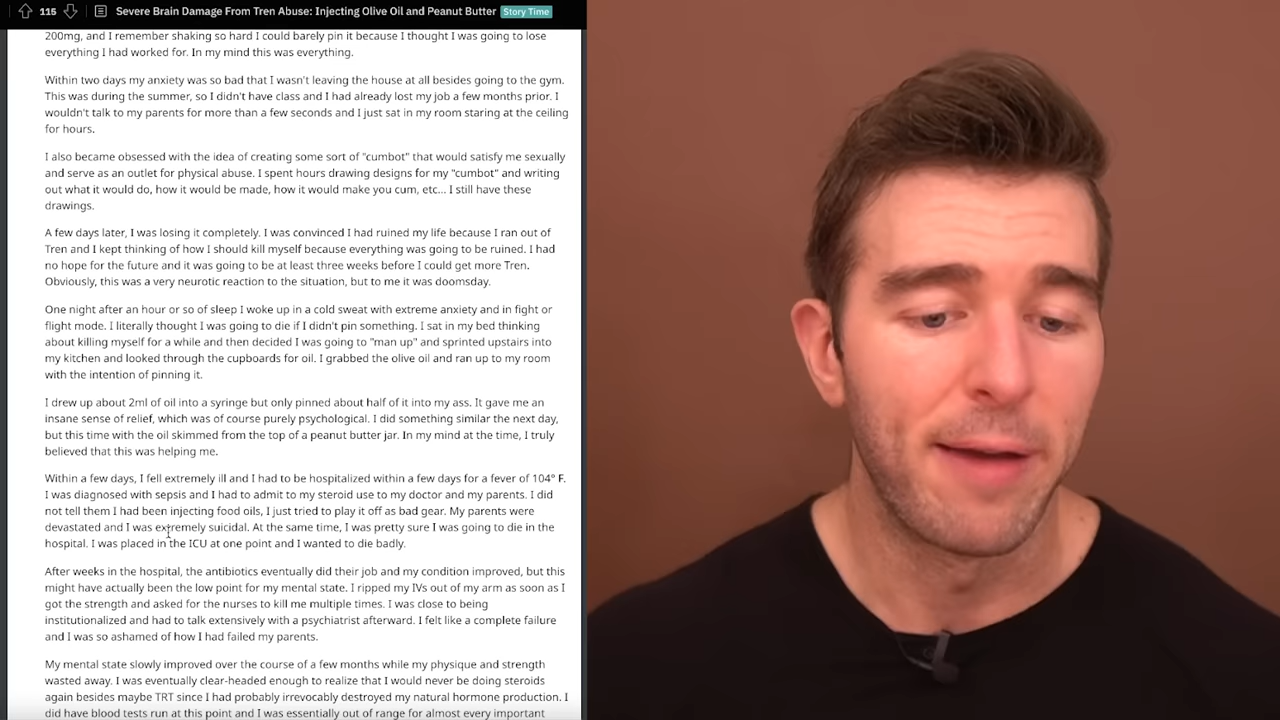 115 Severe Brain Damage From Tren Abuse: Injecting Olive Oil and Peanut Butter Story Time
200mg, and I remember shaking so hard I could barely pin it because I thought I was going to lose
everything I had worked for. In my mind this was everything.
Within two days my anxiety was so bad that I wasn't leaving the house at all besides going to the gym.
This was during the summer, so I didn't have class and I had already lost my job a few months prior. I
wouldn't talk to my parents for more than a few seconds and I just sat in my room staring at the ceiling
for hours.
I also became obsessed with the idea of creating some sort of "cumbot" that would satisfy me sexually
and serve as an outlet for physical abuse. I spent hours drawing designs for my "cumbot" and writing
out what it would do, how it would be made, how it would make you cum, etc... I still have these
drawings.
A few days later, I was losing it completely. I was convinced I had ruined my life because I ran out of
Tren and I kept thinking of how I should kill myself because everything was going to be ruined. I had
no hope for the future and it was going to be at least three weeks before I could get more Tren.
Obviously, this was a very neurotic reaction to the situation, but to me it was doomsday.
One night after an hour or so of sleep I woke up in a cold sweat with extreme anxiety and in fight or
flight mode. I literally thought I was going to die if I didn't pin something. I sat in my bed thinking
about killing myself for a while and then decided I was going to "man up" and sprinted upstairs into
my kitchen and looked through the cupboards for oil. I grabbed the olive oil and ran up to my room
with the intention of pinning it.
I drew up about 2ml of oil into a syringe but only pinned about half of it into my ass. It gave me an
insane sense of relief, which was of course purely psychological. I did something similar the next day,
but this time with the oil skimmed from the top of a peanut butter jar. In my mind at the time, I truly
believed that this was helping me.
Within a few days, I fell extremely ill and I had to be hospitalized within a few days for a fever of 104° F.
I was diagnosed with sepsis and I had to admit to my steroid use to my doctor and my parents. I did
not tell them I had been injecting food oils, I just tried to play it off as bad gear. My parents were
devastated and I was extremely suicidal. At the same time, I was pretty sure I was going to die in the
hospital. I was placed in the ICU at one point and I wanted to die badly.
After weeks in the hospital, the antibiotics eventually did their job and my condition improved, but this
might have actually been the low point for my mental state. I ripped my IVs out of my arm as soon as I
got the strength and asked for the nurses to kill me multiple times. I was close to being
institutionalized and had to talk extensively with a psychiatrist afterward. I felt like a complete failure
and I was so ashamed of how I had failed my parents.
My mental state slowly improved over the course of a few months while my physique and strength
wasted away. I was eventually clear-headed enough to realize that I would never be doing steroids
again besides maybe TRT since I had probably irrevocably destroyed my natural hormone production. I
did have blood tests run at this point and I was essentially out of range for almost every important